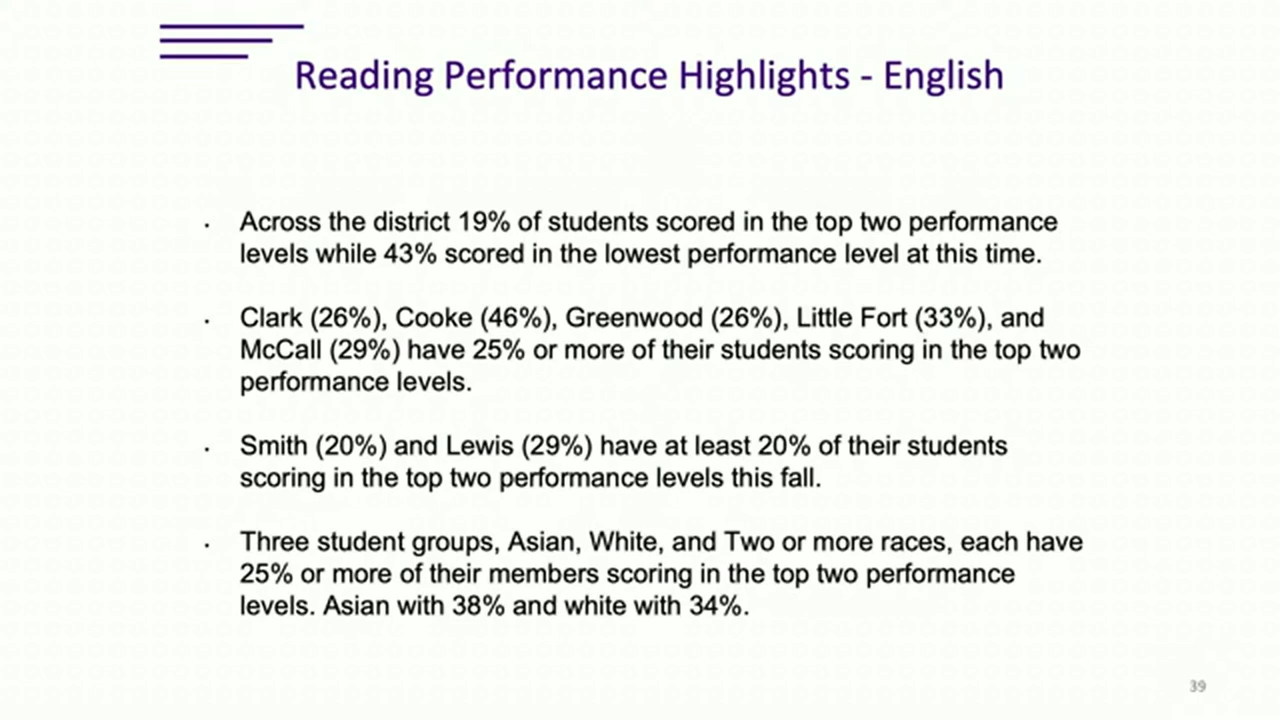 Reading Performance Highlights - English
· Across the district 19% of students scored in the top two performance
levels while 43% scored in the lowest performance level at this time.
· Clark (26%), Cooke (46%), Greenwood (26%), Little Fort (33%), and
McCall (29%) have 25% or more of their students scoring in the top two
performance levels.
· Smith (20%) and Lewis (29%) have at least 20% of their students
scoring in the top two performance levels this fall.
· Three student groups, Asian, White, and Two or more races, each have
25% or more of their members scoring in the top two performance
levels. Asian with 38% and white with 34%.
39